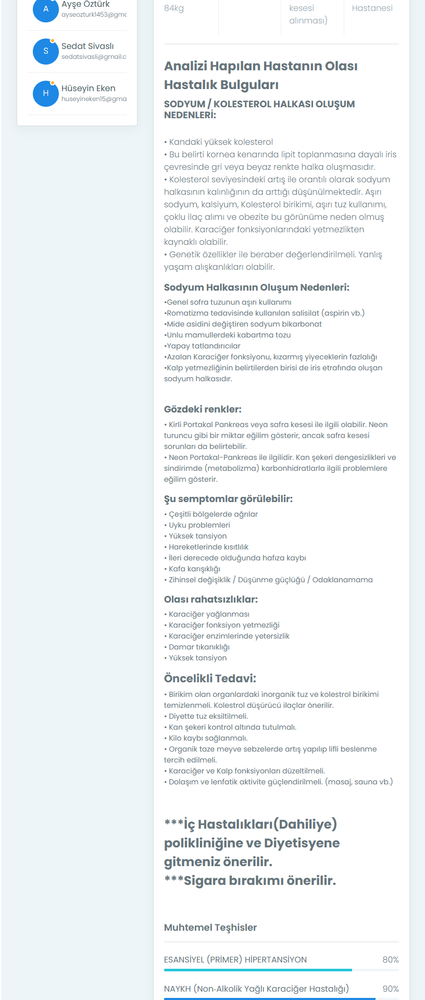 A
Ayşe Öztürk
ayseozturk1453@gmc
S
Sedat Sivaslı
sedatsivasli@gmail.c
H
Hüseyin Eken
huseyineken15@gma
84kg
kesesi
alınması)
Hastanesi
Analizi Hapılan Hastanın Olası
Hastalık Bulguları
SODYUM / KOLESTEROL HALKASI OLUŞUM
NEDENLERİ:
• Kandaki yüksek kolesterol
• Bu belirti kornea kenarında lipit toplanmasına dayalı iris
çevresinde gri veya beyaz renkte halka oluşmasıdır.
• Kolesterol seviyesindeki artış ile orantılı olarak sodyum
halkasının kalınlığının da arttığı düşünülmektedir. Aşırı
sodyum, kalsiyum, Kolesterol birikimi, aşırı tuz kullanımı,
çoklu ilaç alımı ve obezite bu görünüme neden olmuş
olabilir. Karaciğer fonksiyonlarındaki yetmezlikten
kaynaklı olabilir.
• Genetik özellikler ile beraber değerlendirilmeli. Yanlış
yaşam alışkanlıkları olabilir.
Sodyum Halkasının Oluşum Nedenleri:
•Genel sofra tuzunun aşırı kullanımı
•Romatizma tedavisinde kullanılan salisilat (aspirin vb.)
•Mide asidini değiştiren sodyum bikarbonat
•Unlu mamullerdeki kabartma tozu
•Yapay tatlandırıcılar
•Azalan Karaciğer fonksiyonu, kızarmış yiyeceklerin fazlalığı
•Kalp yetmezliğinin belirtilerden birisi de iris etrafında oluşan
sodyum halkasıdır.
Gözdeki renkler:
• Kirli Portakal Pankreas veya safra kesesi ile ilgili olabilir. Neon
turuncu gibi bir miktar eğilim gösterir, ancak safra kesesi
sorunları da belirtebilir.
• Neon Portakal-Pankreas ile ilgilidir. Kan şekeri dengesizlikleri ve
sindirimde (metabolizma) karbonhidratlarla ilgili problemlere
eğilim gösterir.
Şu semptomlar görülebilir:
• Çeşitli bölgelerde ağrılar
• Uyku problemleri
• Yüksek tansiyon
• Hareketlerinde kısıtlılık
• İleri derecede olduğunda hafıza kaybı
• Kafa karışıklığı
• Zihinsel değişiklik / Düşünme güçlüğü / Odaklanamama
Olası rahatsızlıklar:
• Karaciğer yağlanması
• Karaciğer fonksiyon yetmezliği
• Karaciğer enzimlerinde yetersizlik
• Damar tıkanıklığı
• Yüksek tansiyon
Öncelikli Tedavi:
• Birikim olan organlardaki inorganik tuz ve kolestrol birikimi
temizlenmeli. Kolestrol düşürücü ilaçlar önerilir.
• Diyette tuz eksiltilmeli.
• Kan şekeri kontrol altında tutulmalı.
• Kilo kaybı sağlanmalı.
• Organik taze meyve sebzelerde artış yapılıp lifli beslenme
tercih edilmeli.
• Karaciğer ve Kalp fonksiyonları düzeltilmeli.
• Dolaşım ve lenfatik aktivite güçlendirilmeli. (masaj, sauna vb.)
***İç Hastalıkları(Dahiliye)
polikliniğine ve Diyetisyene
gitmeniz önerilir.
***Sigara bırakımı önerilir.
Muhtemel Teşhisler
ESANSİYEL (PRİMER) HİPERTANSİYON 80%
NAYKH (Non-Alkolik Yağlı Karaciğer Hastalığı) 90%